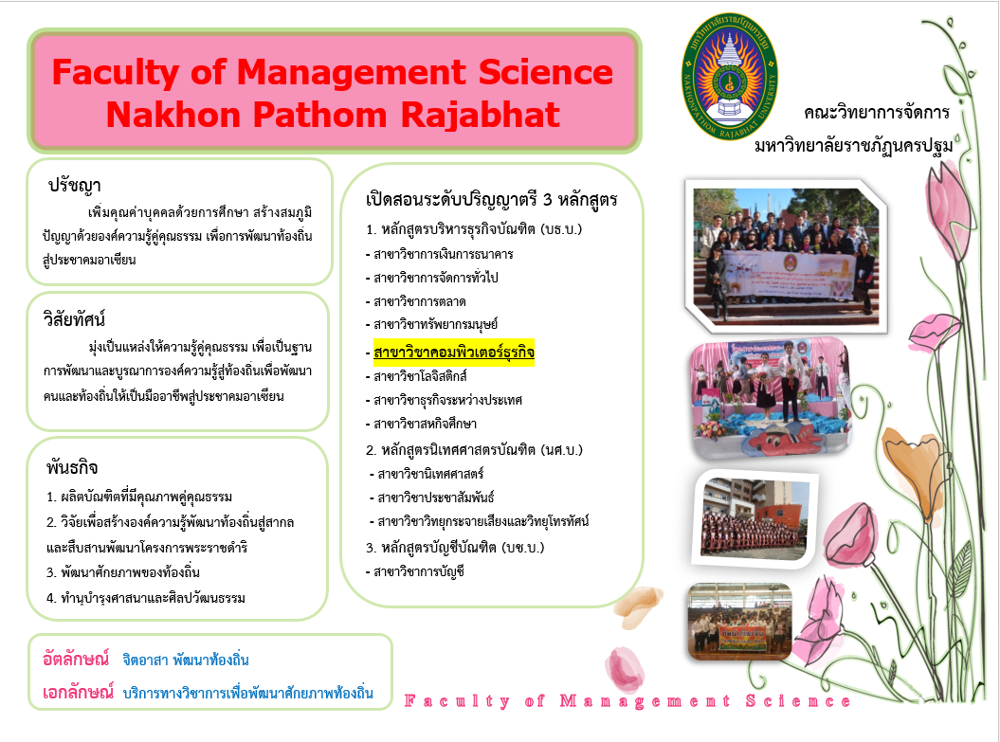 Faculty of Management Science
Nakhon Pathom Rajabhat
มหาวิทยาลัยราชภัฏนครปฐม
NAKHONPATHOM RAJABHAT UNIVERSITY
คณะวิทยาการจัดการ
มหาวิทยาลัยราชภัฏนครปฐม
ปรัชญา
เพิ่มคุณค่าบุคคลด้วยการศึกษา สร้างสมภูมิ
ปัญญาด้วยองค์ความรู้คู่คุณธรรม เพื่อการพัฒนาท้องถิ่น
สู่ประชาคมอาเซียน
วิสัยทัศน์
มุ่งเป็นแหล่งให้ความรู้คู่คุณธรรม เพื่อเป็นฐาน
การพัฒนาและบูรณาการองค์ความรู้สู่ท้องถิ่นเพื่อพัฒนา
คนและท้องถิ่นให้เป็นมืออาชีพสู่ประชาคมอาเซียน
พันธกิจ
1. ผลิตบัณฑิตที่มีคุณภาพคู่คุณธรรม
2. วิจัยเพื่อสร้างองค์ความรู้พัฒนาท้องถิ่นสู่สากล
และสืบสานพัฒนาโครงการพระราชดำริ
3. พัฒนาศักยภาพของท้องถิ่น
4. ทำนุบำรุงศาสนาและศิลปวัฒนธรรม
เปิดสอนระดับปริญญาตรี 3 หลักสูตร
1. หลักสูตรบริหารธุรกิจบัณฑิต (บธ.บ.)
- สาขาวิชาการเงินการธนาคาร
- สาขาวิชาการจัดการทั่วไป
- สาขาวิชาการตลาด
- สาขาวิชาทรัพยากรมนุษย์
- สาขาวิชาคอมพิวเตอร์ธุรกิจ
- สาขาวิชาโลจิสติกส์
- สาขาวิชาธุรกิจระหว่างประเทศ
- สาขาวิชาสหกิจศึกษา
2. หลักสูตรนิเทศศาสตรบัณฑิต (นศ.บ.)
- สาขาวิชานิเทศศาสตร์
- สาขาวิชาประชาสัมพันธ์
- สาขาวิชาวิทยุกระจายเสียงและวิทยุโทรทัศน์
3. หลักสูตรบัญชีบัณฑิต (บช.บ.)
- สาขาวิชาการบัญชี
อัตลักษณ์ จิตอาสา พัฒนาท้องถิ่น
เอกลักษณ์ บริการทางวิชาการเพื่อพัฒนาศักยภาพท้องถิ่น
Faculty of Management Science